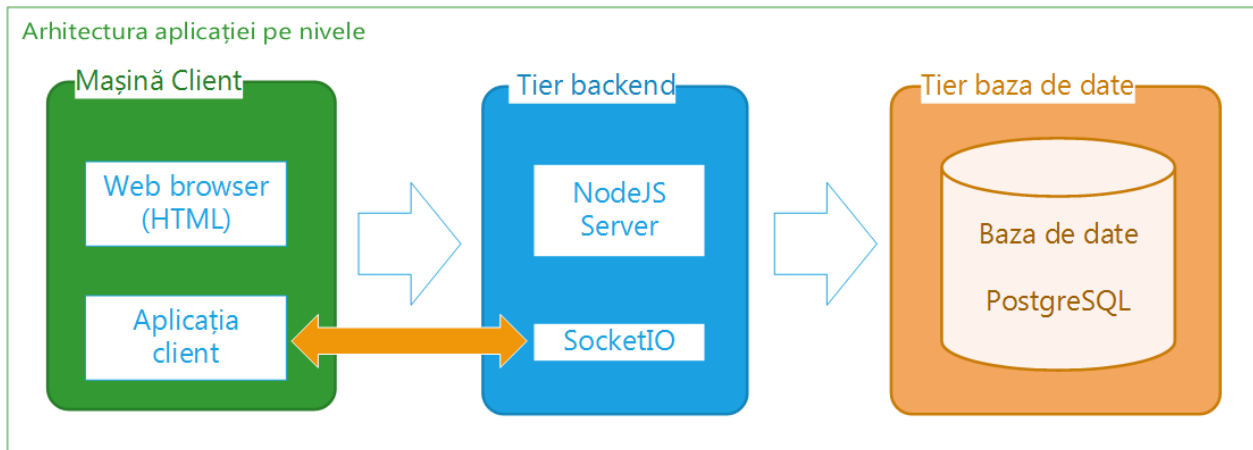 Arhitectura aplicației pe nivele
Mașină Client
Web browser
(HTML)
Aplicația
client
Tier backend
NodeJS
Server
SocketIO
Tier baza de date
Baza de date
PostgreSQL